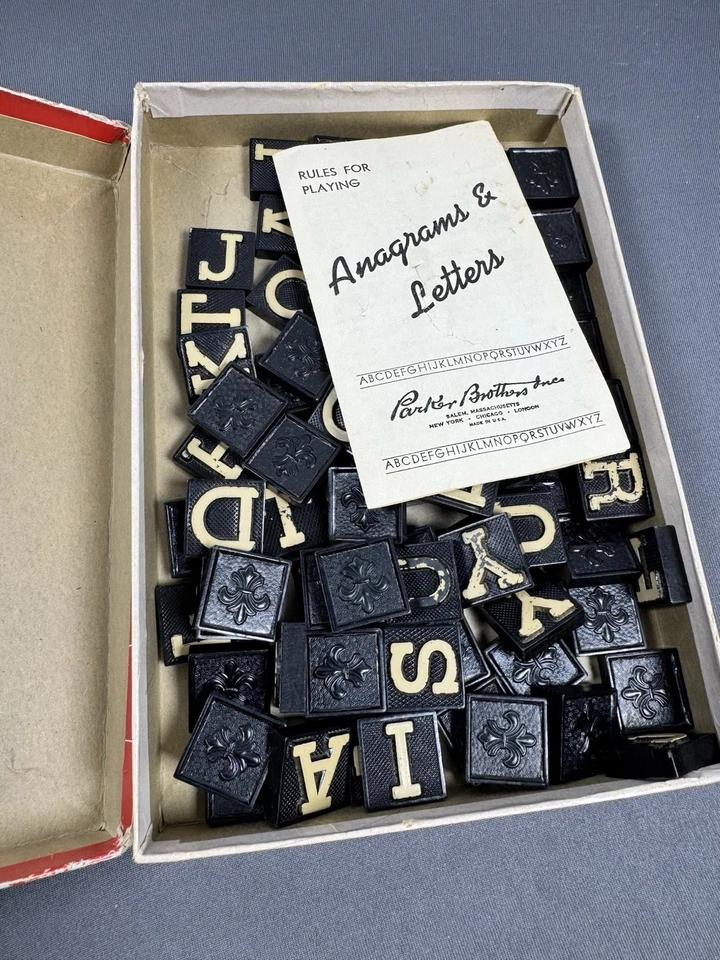 RULES FOR
PLAYING
Anagrams &
Letters
ABCDEFGHIJKLMNOPQRSTUVWXYZ
Parker Brothers Inc.
SALEM, MASSACHUSETTS
NEW YORK • CHICAGO • LONDON
MADE IN U.S.A.
ABCDEFGHIJKLMNOPQRSTUVWXYZ
J
R
D
S
A
I